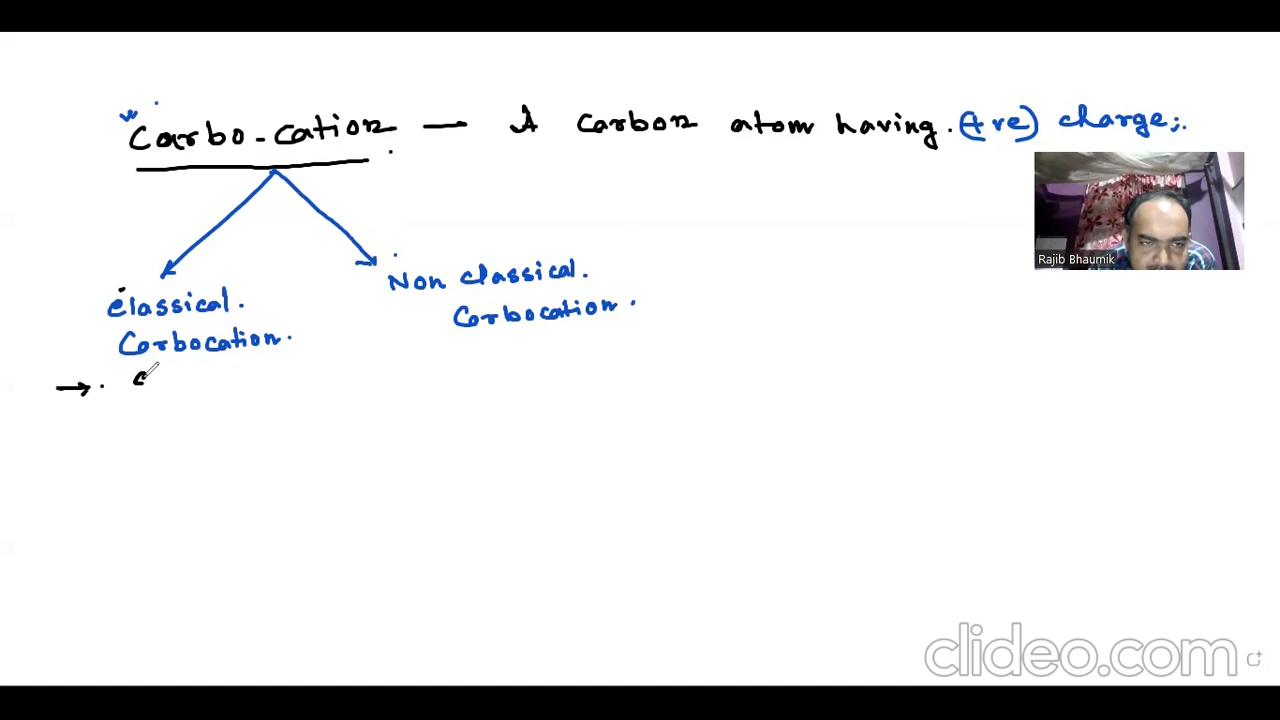 Carbo-cation — A carbon atom having (+ve) charge;.
Rajib Bhaumik
Classical.
Carbocation.
Non classical.
Carbocation.
→.
clideo.com